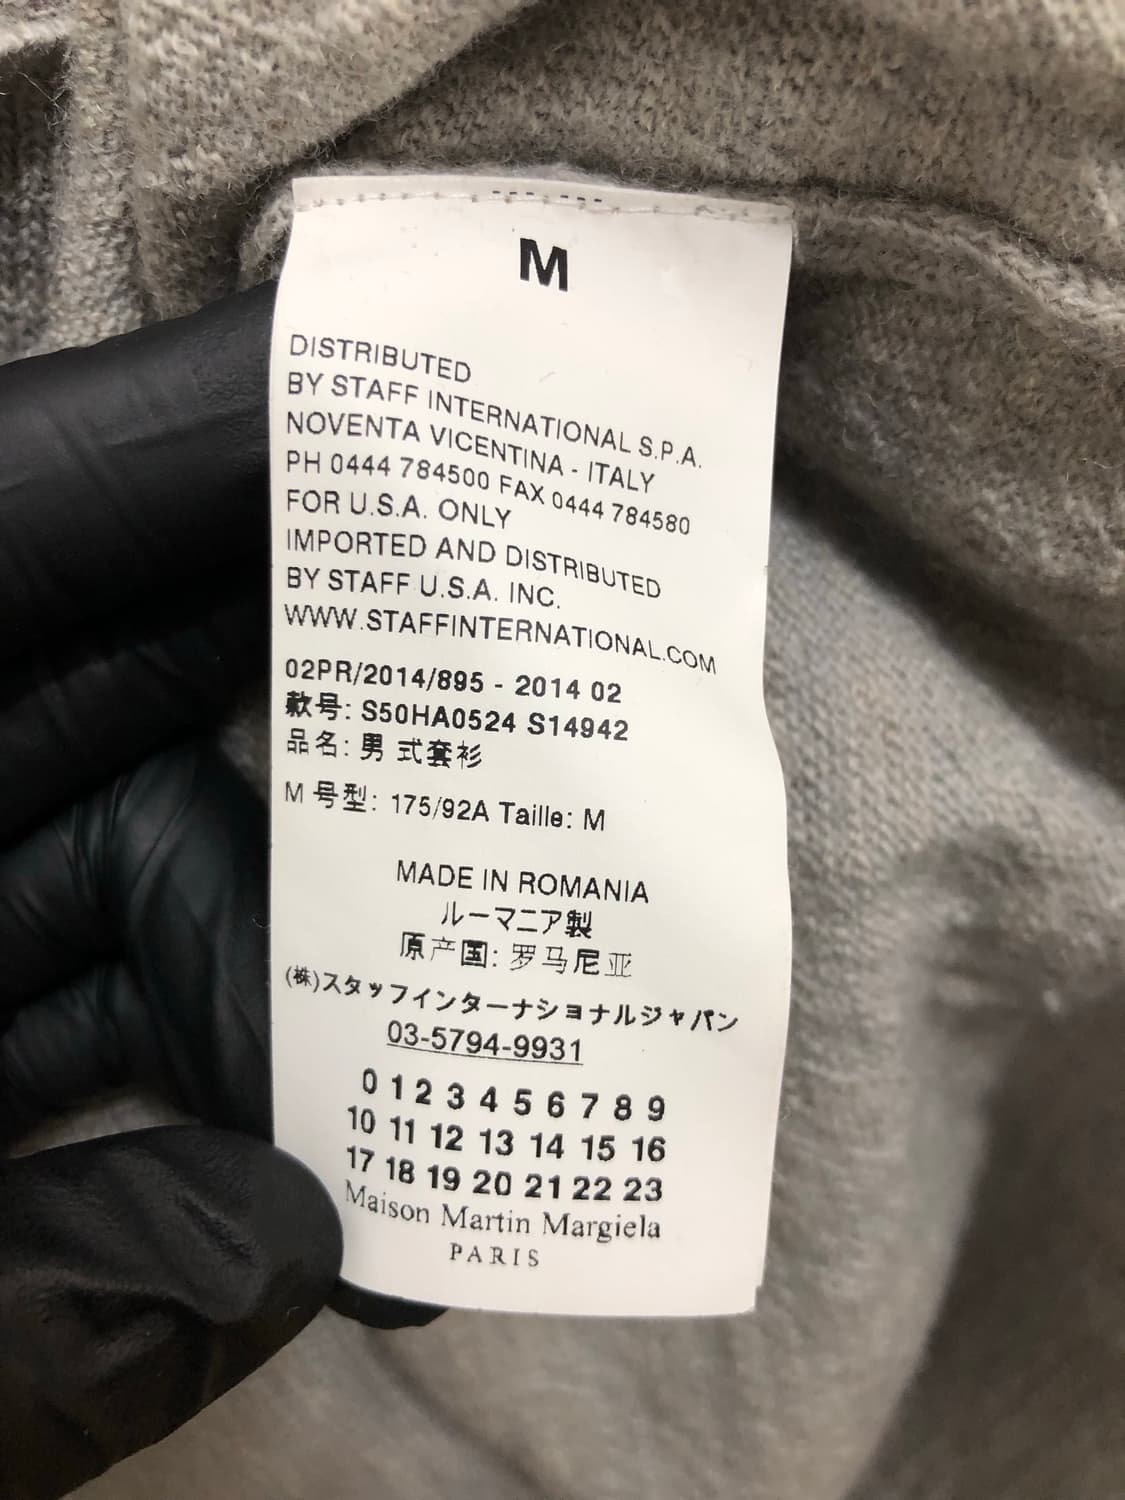 M
DISTRIBUTED
BY STAFF INTERNATIONAL S.P.A.
NOVENTA VICENTINA - ITALY
PH 0444 784500 FAX 0444 784580
FOR U.S.A. ONLY
IMPORTED AND DISTRIBUTED
BY STAFF U.S.A. INC.
WWW.STAFFINTERNATIONAL.COM
02PR/2014/895 - 2014 02
款号: S50HA0524 S14942
品名: 男 式套衫
M 号型: 175/92A Taille: M
MADE IN ROMANIA
ルーマニア製
原产国: 罗马尼亚
(株)スタッフインターナショナルジャパン
03-5794-9931
0 1 2 3 4 5 6 7 8 9
10 11 12 13 14 15 16
17 18 19 20 21 22 23
Maison Martin Margiela
PARIS